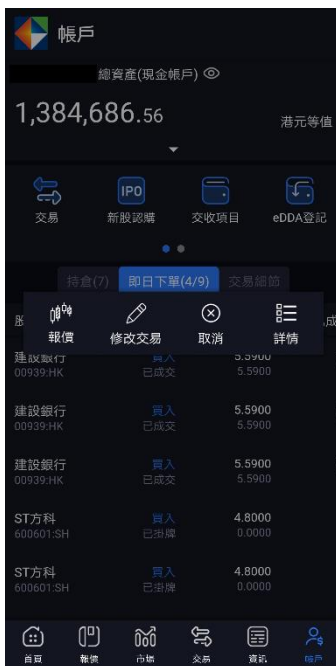 帳戶
總資產(現金帳戶)
1,384,686.56 港元等值
交易 新股認購 交收項目 eDDA登記
IPO
持倉(7) 即日下單(4/9) 交易細節
報價 修改交易 取消 詳情
建設銀行 買入 5.5900
00939:HK 已成交 5.5900
建設銀行 買入 5.5900
00939:HK 已成交 5.5900
建設銀行 買入 5.5900
00939:HK 已成交 5.5900
ST方科 買入 4.8000
600601:SH 已掛牌 0.0000
ST方科 買入 4.8000
600601:SH 已掛牌 0.0000
首頁 報價 市場 交易 資訊 帳戶